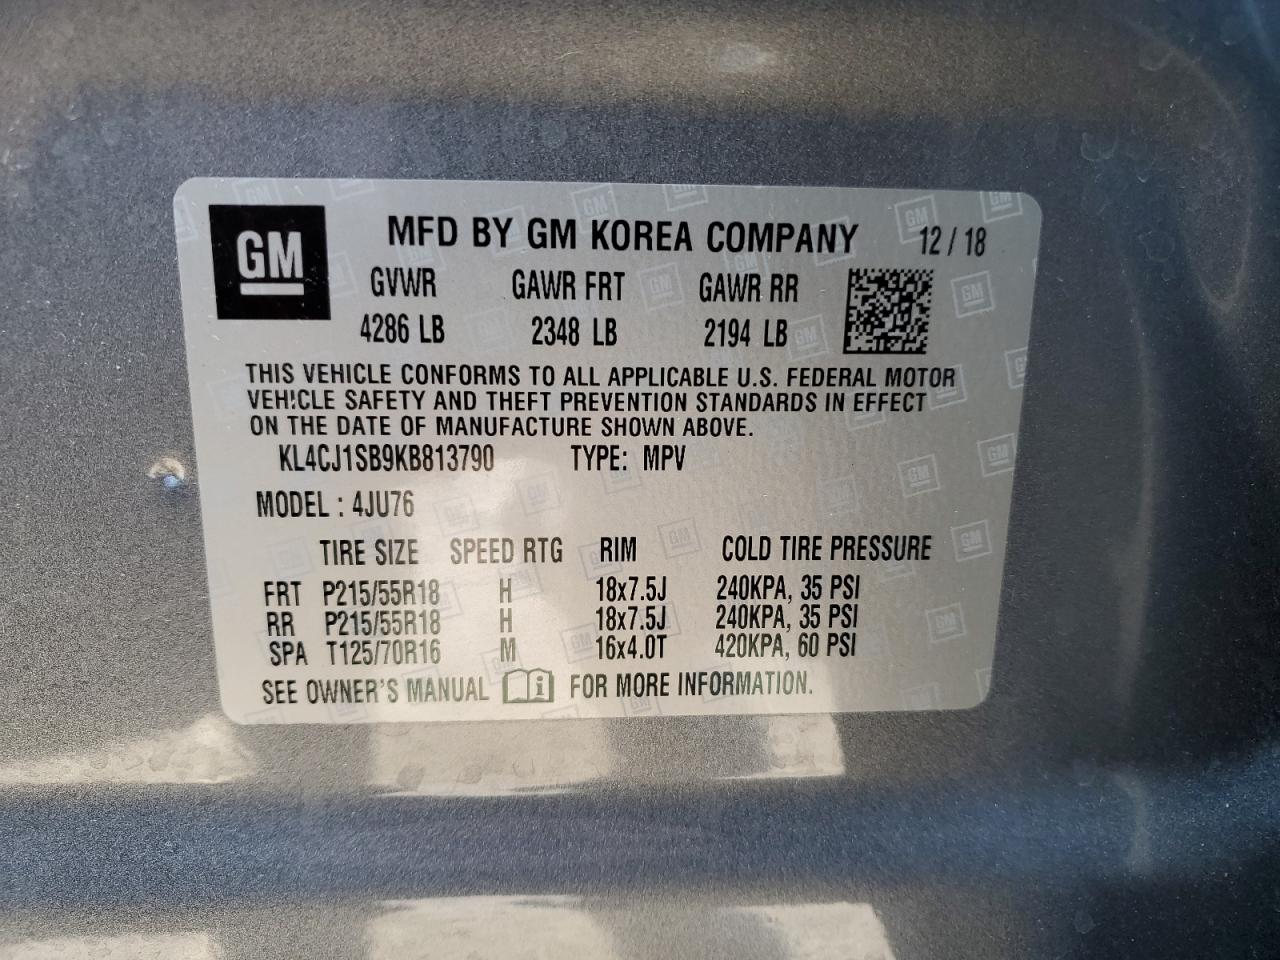 GM
MFD BY GM KOREA COMPANY 12 / 18
GVWR GAWR FRT GAWR RR
4286 LB 2348 LB 2194 LB
THIS VEHICLE CONFORMS TO ALL APPLICABLE U.S. FEDERAL MOTOR
VEHICLE SAFETY AND THEFT PREVENTION STANDARDS IN EFFECT
ON THE DATE OF MANUFACTURE SHOWN ABOVE.
KL4CJ1SB9KB813790 TYPE: MPV
MODEL : 4JU76
TIRE SIZE SPEED RTG RIM COLD TIRE PRESSURE
FRT P215/55R18 H 18x7.5J 240KPA, 35 PSI
RR P215/55R18 H 18x7.5J 240KPA, 35 PSI
SPA T125/70R16 M 16x4.0T 420KPA, 60 PSI
SEE OWNER'S MANUAL i FOR MORE INFORMATION.